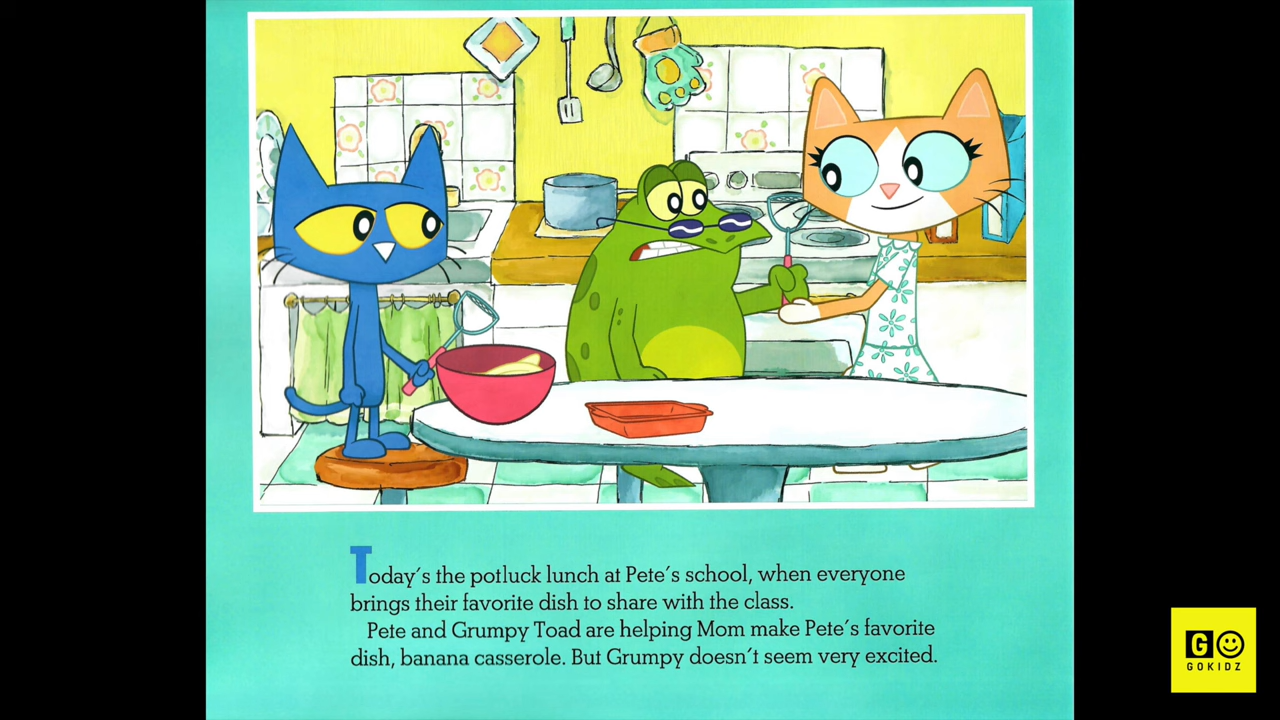 Today's the potluck lunch at Pete's school, when everyone
brings their favorite dish to share with the class.
Pete and Grumpy Toad are helping Mom make Pete's favorite
dish, banana casserole. But Grumpy doesn't seem very excited.
G
GOKIDZ